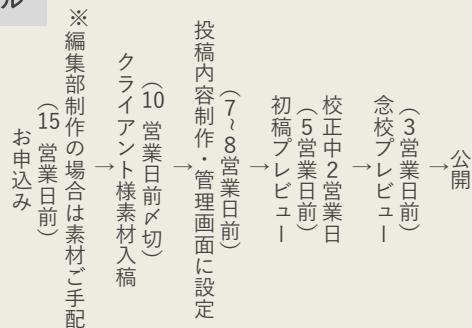 ル
お申込み
（15営業日前）
※編集部制作の場合は素材ご手配
→
クライアント様素材入稿
（10営業日前〆切）
→
投稿内容制作・管理画面に設定
（7~8営業日前）
→
初稿プレビュー
（5営業日前）
校正中2営業日
→
念校プレビュー
（3営業日前）
→
公開